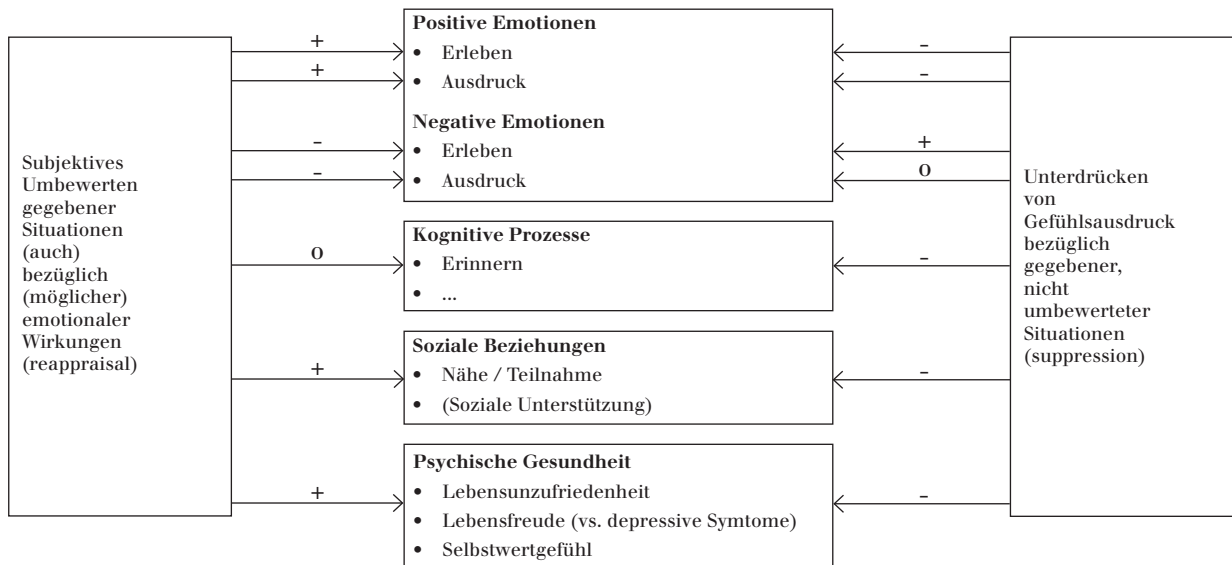 Subjektives
Umbewerten
gegebener
Situationen
(auch)
bezüglich
(möglicher)
emotionaler
Wirkungen
(reappraisal)
+
+
–
–
o
+
+
Positive Emotionen
• Erleben
• Ausdruck
Negative Emotionen
• Erleben
• Ausdruck
Kognitive Prozesse
• Erinnern
• ...
Soziale Beziehungen
• Nähe / Teilnahme
• (Soziale Unterstützung)
Psychische Gesundheit
• Lebensunzufriedenheit
• Lebensfreude (vs. depressive Symtome)
• Selbstwertgefühl
–
–
+
o
–
–
–
Unterdrücken
von
Gefühlsausdruck
bezüglich
gegebener,
nicht
umbewerteter
Situationen
(suppression)